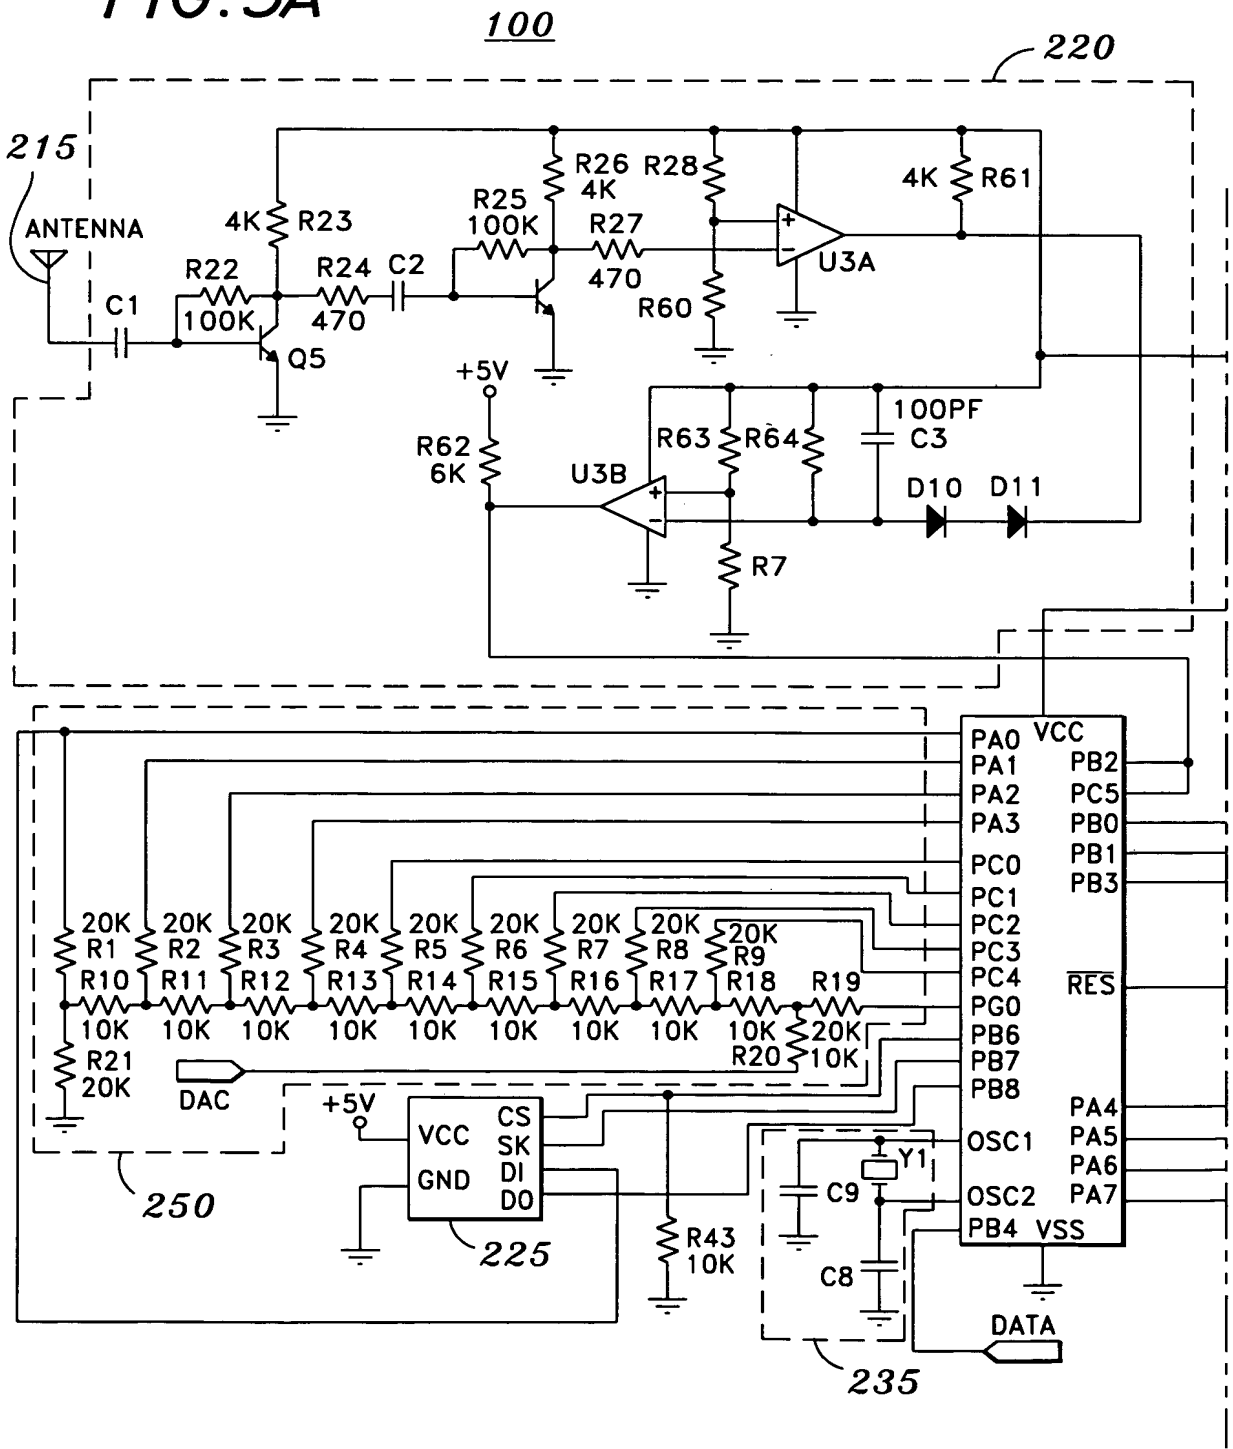 FIG. 5A
100
220
215
ANTENNA
C1
R22
100K
4K
R23
Q5
R24
470
C2
R25
100K
R26
4K
R27
470
R28
R60
+
-
U3A
4K
R61
+5V
R62
6K
U3B
+
-
R63
R64
100PF
C3
D10
D11
R7
VCC
PA0
PA1
PA2
PA3
PC0
PC1
PC2
PC3
PC4
PG0
PB6
PB7
PB8
OSC1
OSC2
PB4
VSS
PB2
PC5
PB0
PB1
PB3
RES
PA4
PA5
PA6
PA7
20K 20K 20K 20K 20K 20K 20K 20K 20K
R1 R2 R3 R4 R5 R6 R7 R8 R9
R10 R11 R12 R13 R14 R15 R16 R17 R18 R19
10K 10K 10K 10K 10K 10K 10K 10K 10K 20K
R21
20K
R20
10K
DAC
+5V
VCC
GND
CS
SK
DI
DO
250
225
R43
10K
C9
Y1
C8
235
DATA